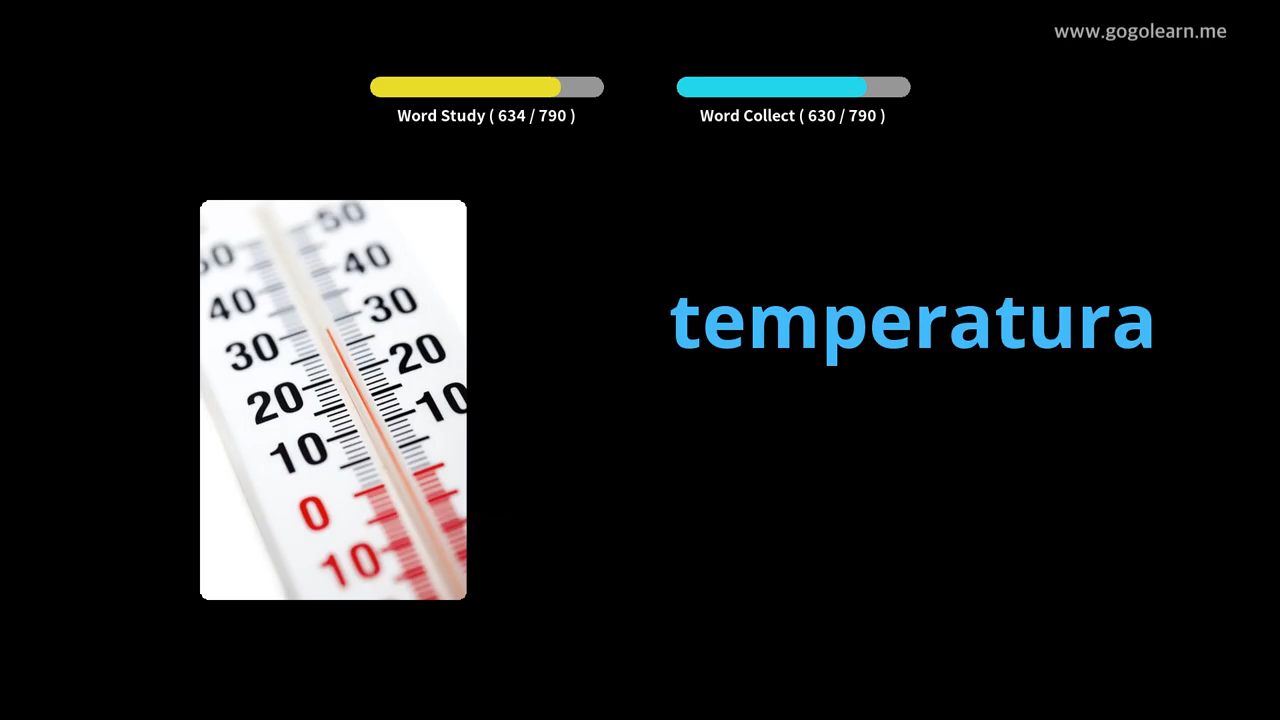 www.gogolearn.me
Word Study ( 634 / 790 )
Word Collect ( 630 / 790 )
temperatura
50
40 40
30 30
20 20
10 10
0
10